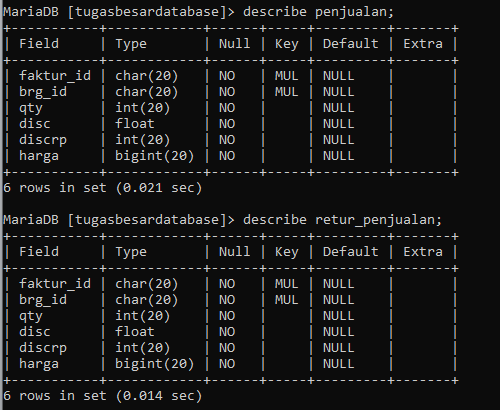 MariaDB [tugasbesardatabase]> describe penjualan;
+-----------+------------+------+-----+---------+-------+
| Field     | Type       | Null | Key | Default | Extra |
+-----------+------------+------+-----+---------+-------+
| faktur_id | char(20)   | NO   | MUL | NULL    |       |
| brg_id    | char(20)   | NO   | MUL | NULL    |       |
| qty       | int(20)    | NO   |     | NULL    |       |
| disc      | float      | NO   |     | NULL    |       |
| discrp    | int(20)    | NO   |     | NULL    |       |
| harga     | bigint(20) | NO   |     | NULL    |       |
+-----------+------------+------+-----+---------+-------+
6 rows in set (0.021 sec)

MariaDB [tugasbesardatabase]> describe retur_penjualan;
+-----------+------------+------+-----+---------+-------+
| Field     | Type       | Null | Key | Default | Extra |
+-----------+------------+------+-----+---------+-------+
| faktur_id | char(20)   | NO   | MUL | NULL    |       |
| brg_id    | char(20)   | NO   | MUL | NULL    |       |
| qty       | int(20)    | NO   |     | NULL    |       |
| disc      | float      | NO   |     | NULL    |       |
| discrp    | int(20)    | NO   |     | NULL    |       |
| harga     | bigint(20) | NO   |     | NULL    |       |
+-----------+------------+------+-----+---------+-------+
6 rows in set (0.014 sec)